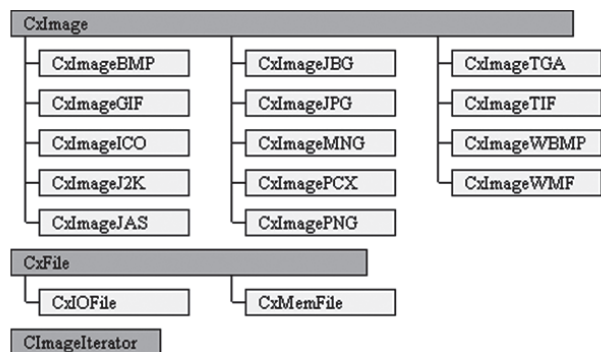 CxImage
CxImageBMP
CxImageGIF
CxImageICO
CxImageJ2K
CxImageJAS
CxImageJBG
CxImageJPG
CxImageMNG
CxImagePCX
CxImagePNG
CxImageTGA
CxImageTIF
CxImageWBMP
CxImageWMF
CxFile
CxIOFile
CxMemFile
CImageIterator